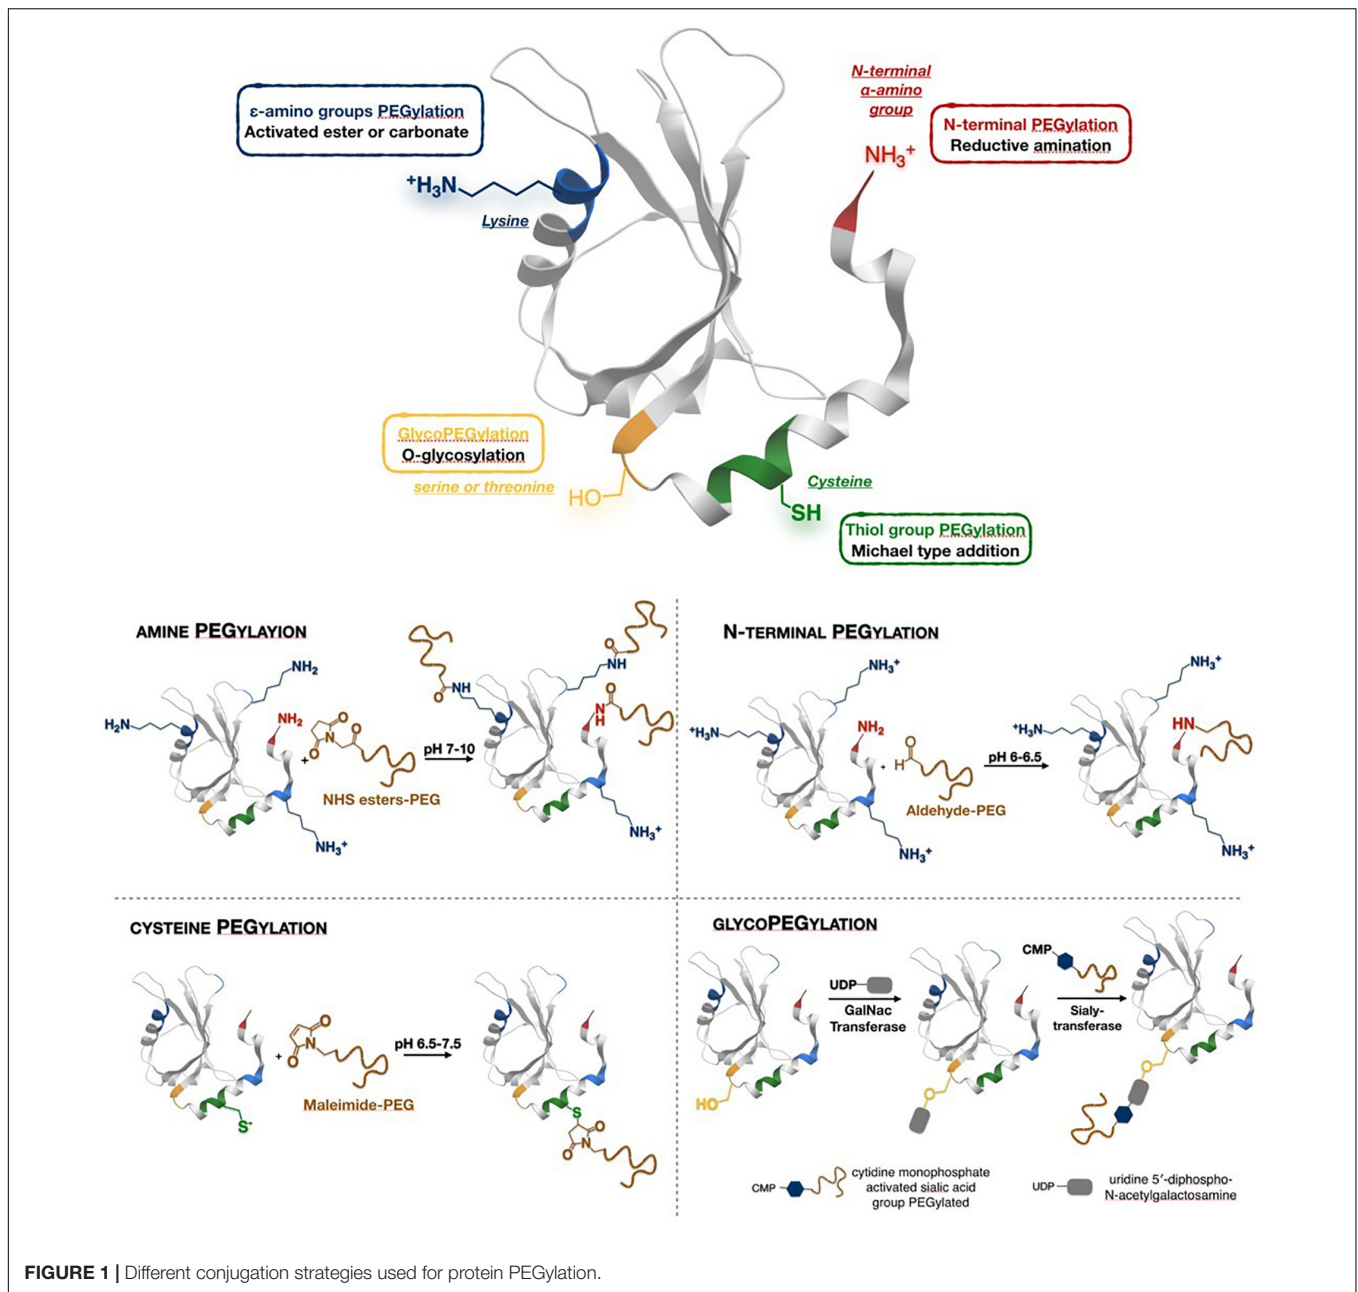 N-terminal
α-amino
group
ε-amino groups PEGylation
Activated ester or carbonate
N-terminal PEGylation
Reductive amination
NH₃⁺
⁺H₃N
Lysine
GlycoPEGylation
O-glycosylation
serine or threonine
HO
Cysteine
SH
Thiol group PEGylation
Michael type addition
AMINE PEGYLAYION
NH₂
H₂N
NH₂
O
O
N
O
+
NHS esters-PEG
NH₃⁺
pH 7-10
O
NH
O
NH
O
N
H
NH₃⁺
N-TERMINAL PEGYLATION
NH₃⁺
⁺H₃N
NH₂
+
O
H
Aldehyde-PEG
NH₃⁺
pH 6-6.5
NH₃⁺
⁺H₃N
HN
NH₃⁺
CYSTEINE PEGYLATION
+
O
N
O
Maleimide-PEG
S⁻
pH 6.5-7.5
S
O
N
O
GLYCOPEGYLATION
HO
UDP
GalNac
Transferase
O
CMP
Sialy-
transferase
O
CMP
cytidine monophosphate
activated sialic acid
group PEGylated
UDP
uridine 5′-diphospho-
N-acetylgalactosamine
FIGURE 1 | Different conjugation strategies used for protein PEGylation.